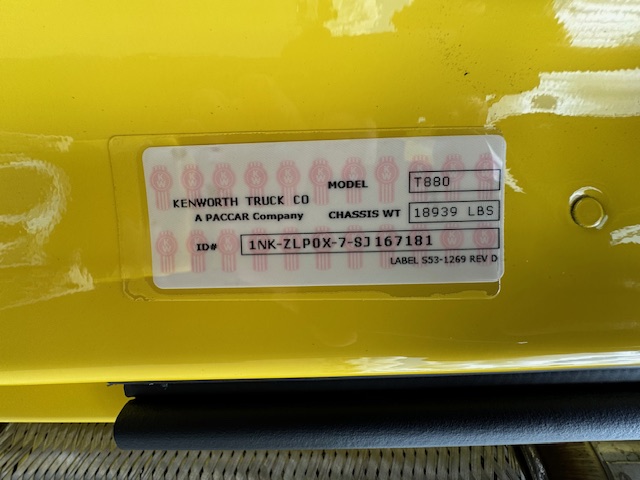 KENWORTH TRUCK CO
A PACCAR Company
MODEL T880
CHASSIS WT 18939 LBS
ID# 1NK-ZLP0X-7-SJ167181
LABEL S53-1269 REV D